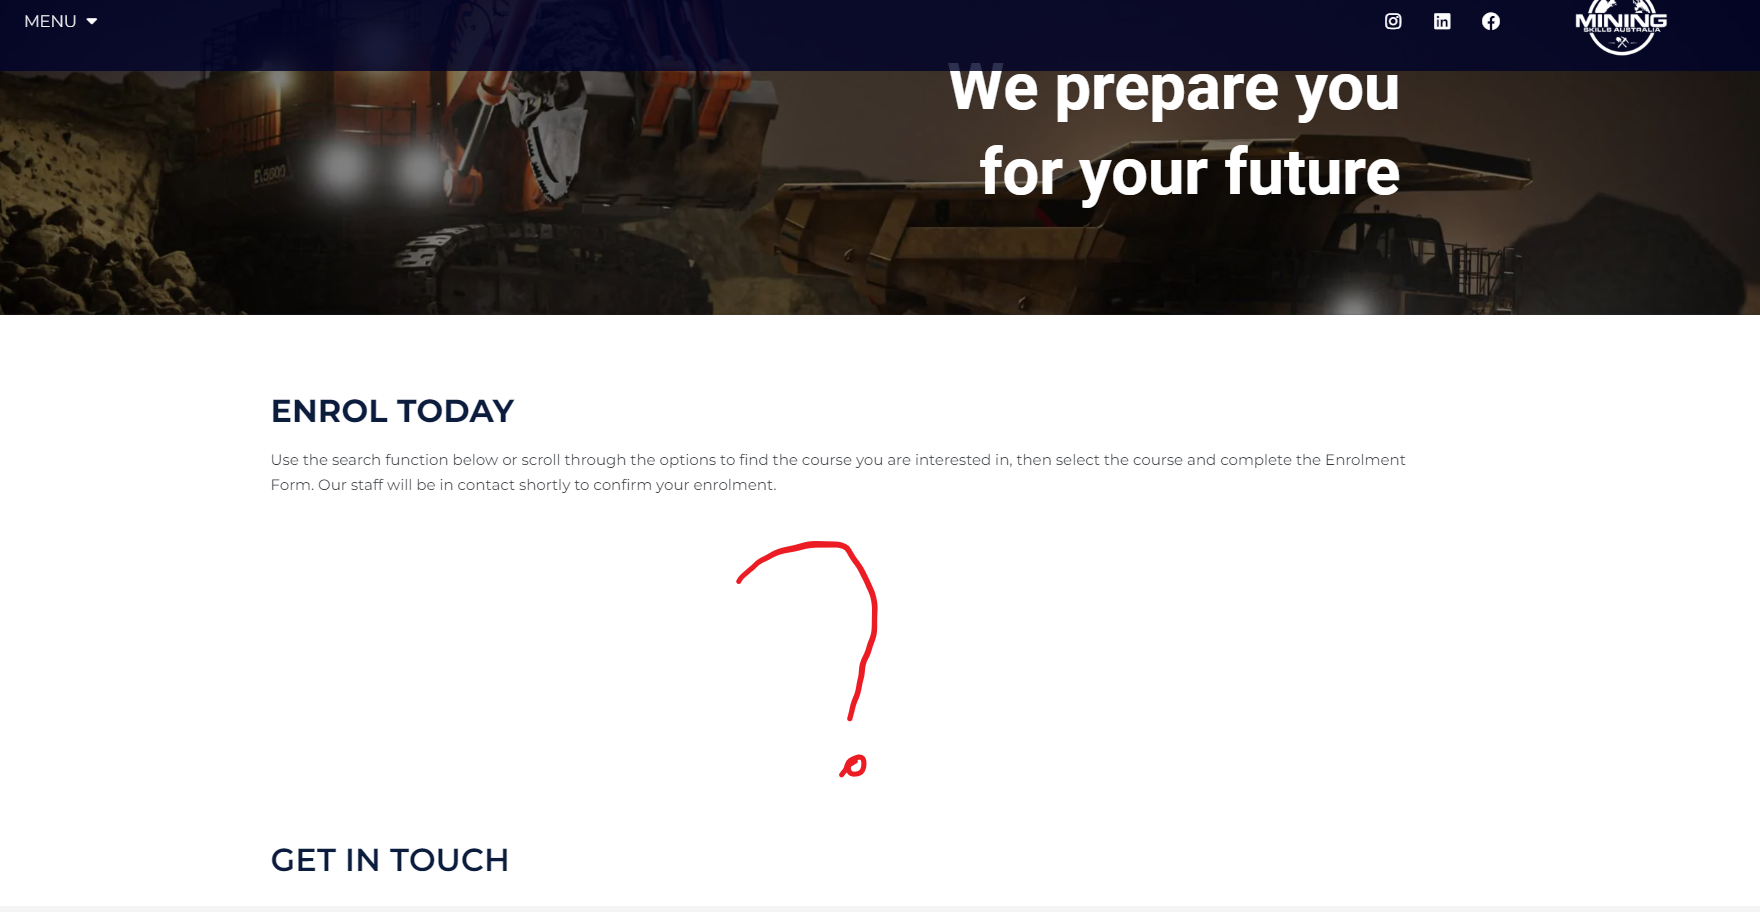 MENU
MINING
SKILLS AUSTRALIA
We prepare you
for your future
EX5600
ENROL TODAY
Use the search function below or scroll through the options to find the course you are interested in, then select the course and complete the Enrolment
Form. Our staff will be in contact shortly to confirm your enrolment.
?
GET IN TOUCH